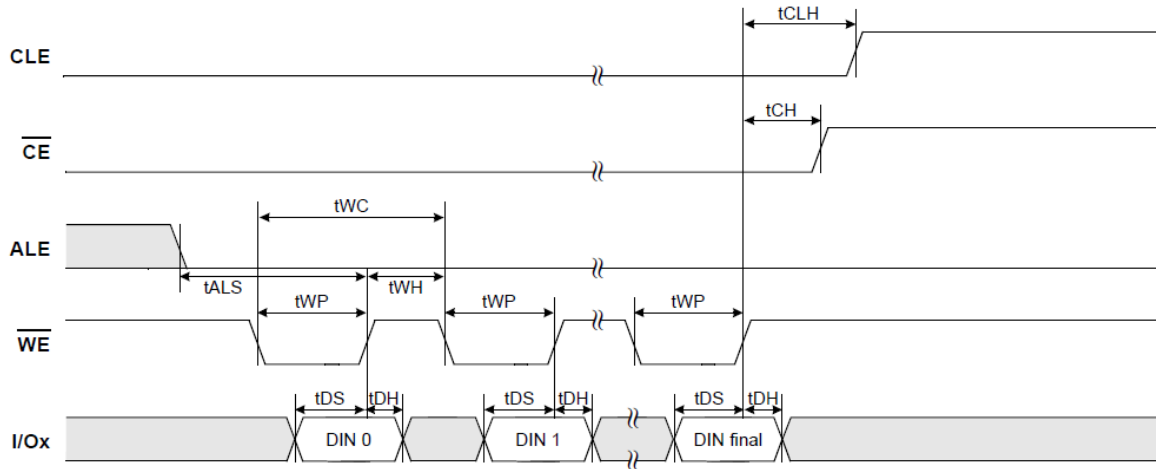 tCLH
CLE
tCH
CE
tWC
ALE
tALS
tWH
tWP
tWP
tWP
WE
tDS
tDH
tDS
tDH
tDS
tDH
I/Ox
DIN 0
DIN 1
DIN final